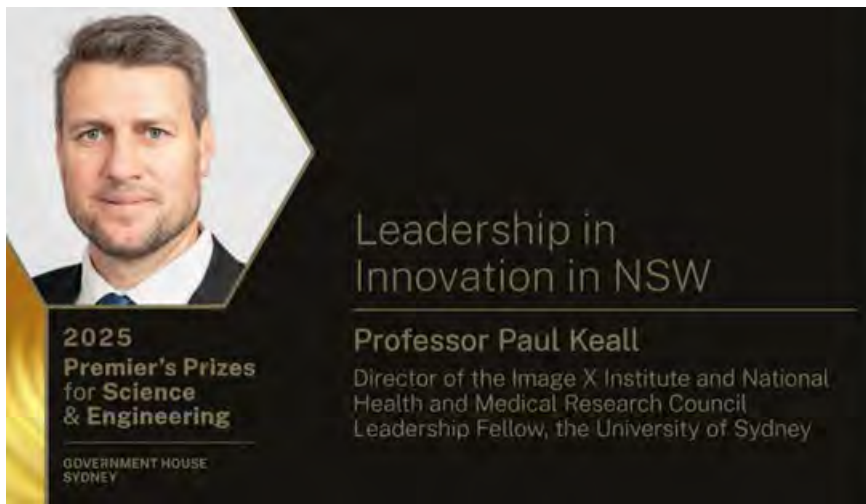 Leadership in
Innovation in NSW
Professor Paul Keall
Director of the Image X Institute and National
Health and Medical Research Council
Leadership Fellow, the University of Sydney
2025
Premier's Prizes
for Science
& Engineering
GOVERNMENT HOUSE
SYDNEY